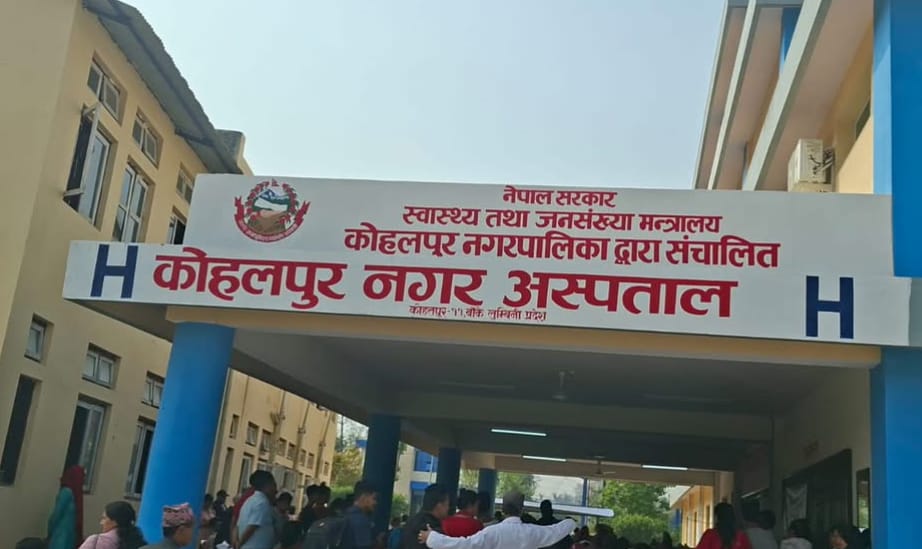 नेपाल सरकार
स्वास्थ्य तथा जनसंख्या मन्त्रालय
कोहलपुर नगरपालिका द्वारा संचालित
H कोहलपुर नगर अस्पताल H
कोहलपुर-११,बाँके लुम्बिनी प्रदेश